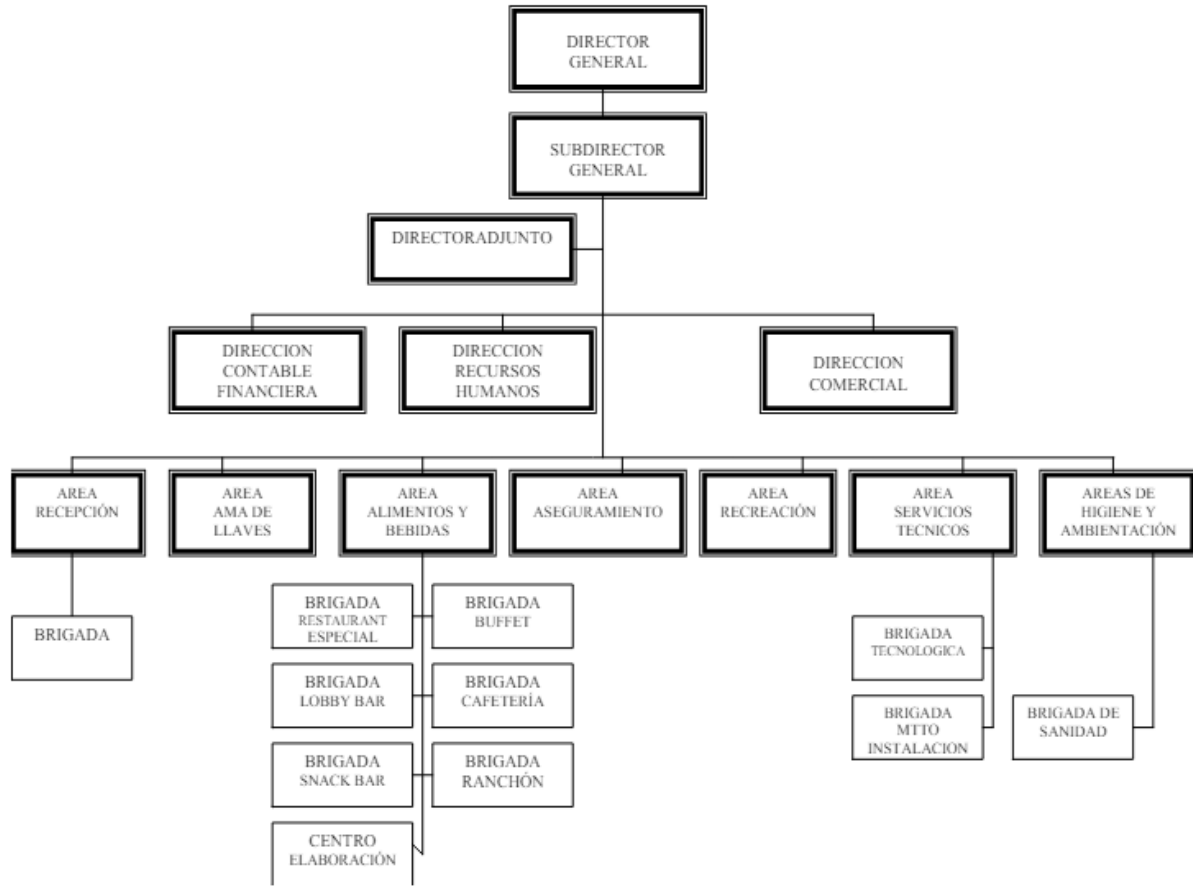 DIRECTOR
GENERAL
SUBDIRECTOR
GENERAL
DIRECTORADJUNTO
DIRECCION
CONTABLE
FINANCIERA
DIRECCION
RECURSOS
HUMANOS
DIRECCION
COMERCIAL
AREA
RECEPCIÓN
AREA
AMA DE
LLAVES
AREA
ALIMENTOS Y
BEBIDAS
AREA
ASEGURAMIENTO
AREA
RECREACIÓN
AREA
SERVICIOS
TECNICOS
AREAS DE
HIGIENE Y
AMBIENTACIÓN
BRIGADA
BRIGADA
RESTAURANT
ESPECIAL
BRIGADA
BUFFET
BRIGADA
LOBBY BAR
BRIGADA
CAFETERÍA
BRIGADA
SNACK BAR
BRIGADA
RANCHÓN
CENTRO
ELABORACIÓN
BRIGADA
TECNOLOGICA
BRIGADA
MTTO
INSTALACION
BRIGADA DE
SANIDAD